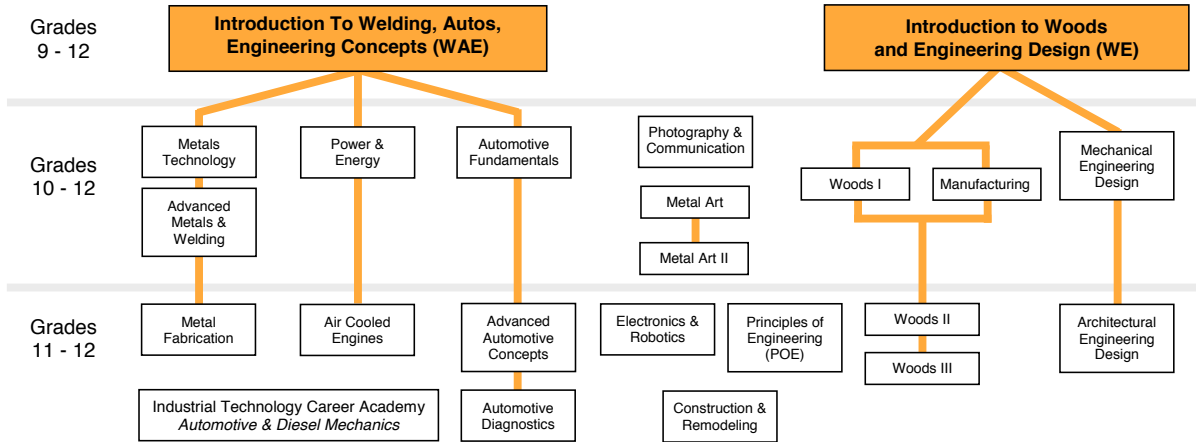 Grades
9 - 12
Introduction To Welding, Autos,
Engineering Concepts (WAE)
Introduction to Woods
and Engineering Design (WE)
Grades
10 - 12
Metals
Technology
Power &
Energy
Automotive
Fundamentals
Photography &
Communication
Woods I
Manufacturing
Mechanical
Engineering
Design
Advanced
Metals &
Welding
Metal Art
Metal Art II
Grades
11 - 12
Metal
Fabrication
Air Cooled
Engines
Advanced
Automotive
Concepts
Electronics &
Robotics
Principles of
Engineering
(POE)
Woods II
Woods III
Architectural
Engineering
Design
Industrial Technology Career Academy
Automotive & Diesel Mechanics
Automotive
Diagnostics
Construction &
Remodeling